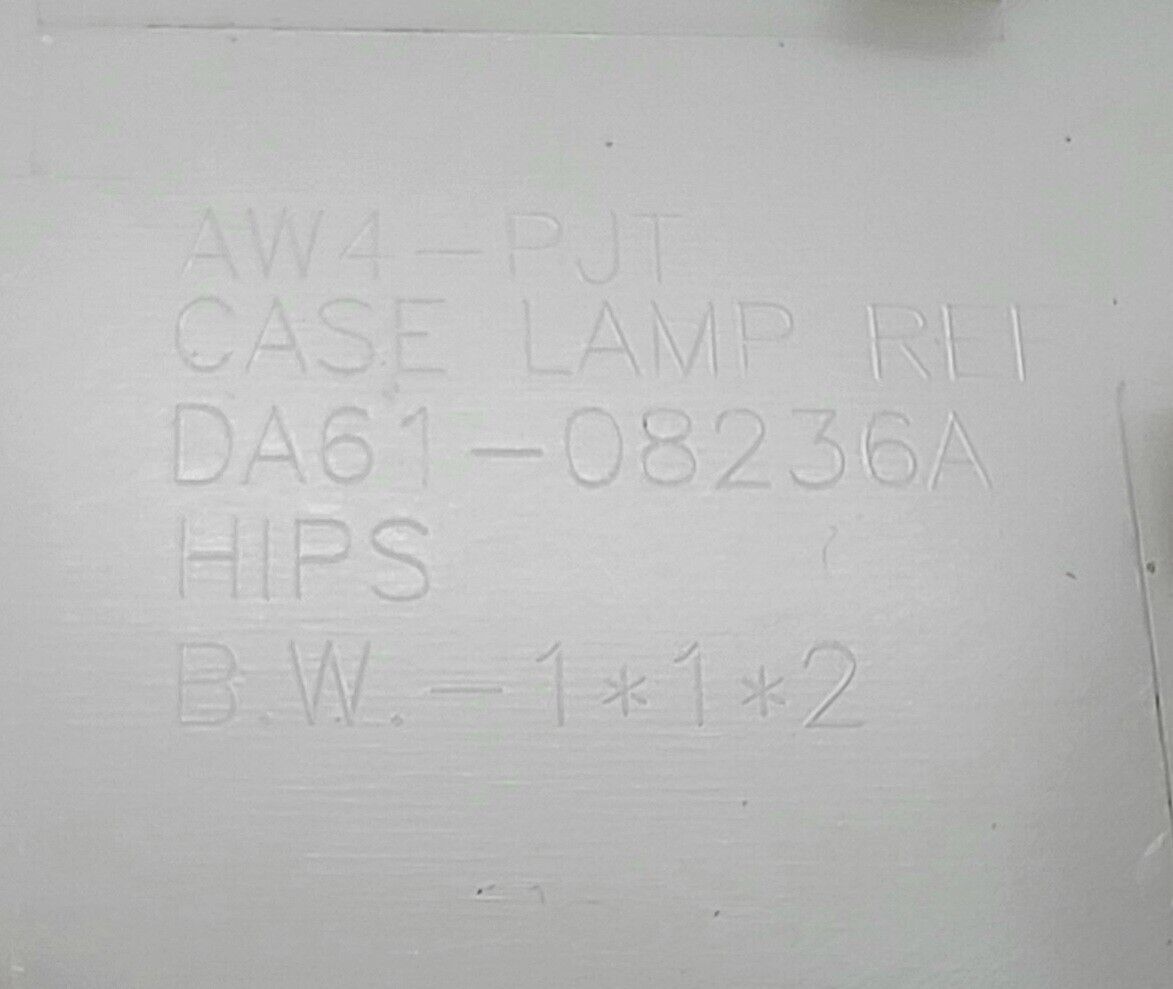 AW4-PJT
CASE LAMP REI
DA61-08236A
HIPS
B.W.-1*1*2